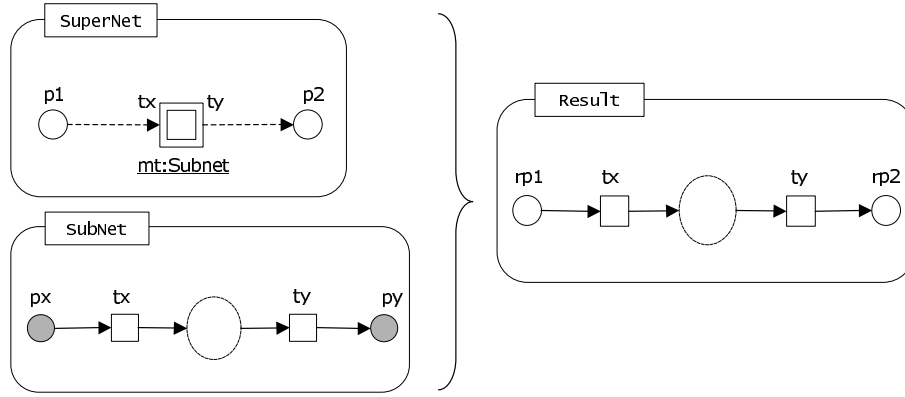 SuperNet
p1
tx
ty
p2
mt:Subnet
SubNet
px
tx
ty
py
Result
rp1
tx
ty
rp2